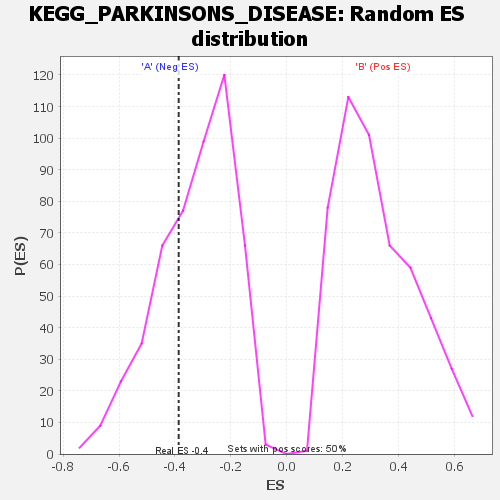 KEGG_PARKINSONS_DISEASE: Random ES
distribution
'A' (Neg ES)
'B' (Pos ES)
120
110
100
90
80
70
60
50
40
30
20
10
0
P(ES)
Real ES -0.4
Sets with pos scores: 50%
-0.8 -0.6 -0.4 -0.2 0.0 0.2 0.4 0.6
ES